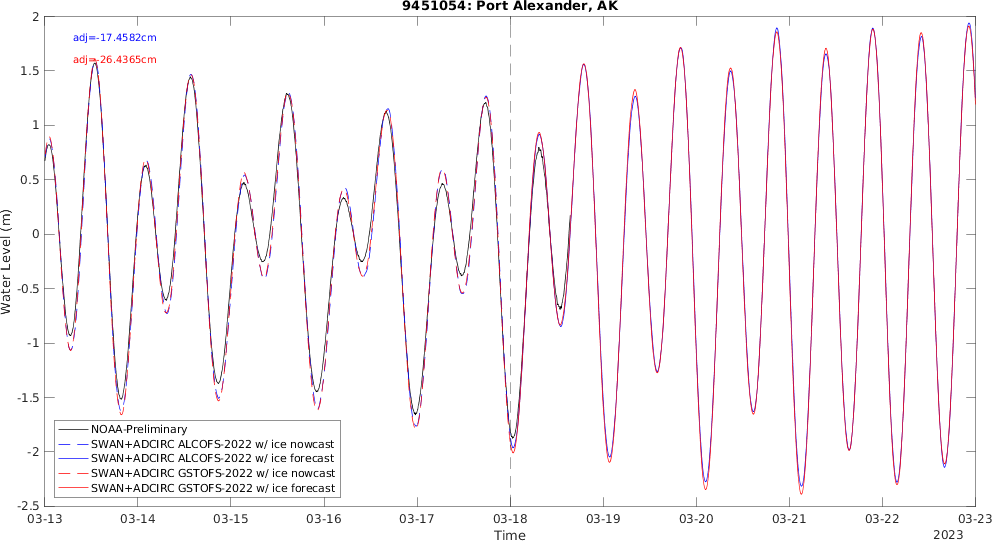 9451054: Port Alexander, AK
adj=-17.4582cm
adj=-26.4365cm
2
1.5
1
0.5
0
-0.5
-1
-1.5
-2
-2.5
Water Level (m)
NOAA-Preliminary
SWAN+ADCIRC ALCOFS-2022 w/ ice nowcast
SWAN+ADCIRC ALCOFS-2022 w/ ice forecast
SWAN+ADCIRC GSTOFS-2022 w/ ice nowcast
SWAN+ADCIRC GSTOFS-2022 w/ ice forecast
03-13 03-14 03-15 03-16 03-17 03-18 03-19 03-20 03-21 03-22 03-23
Time
2023